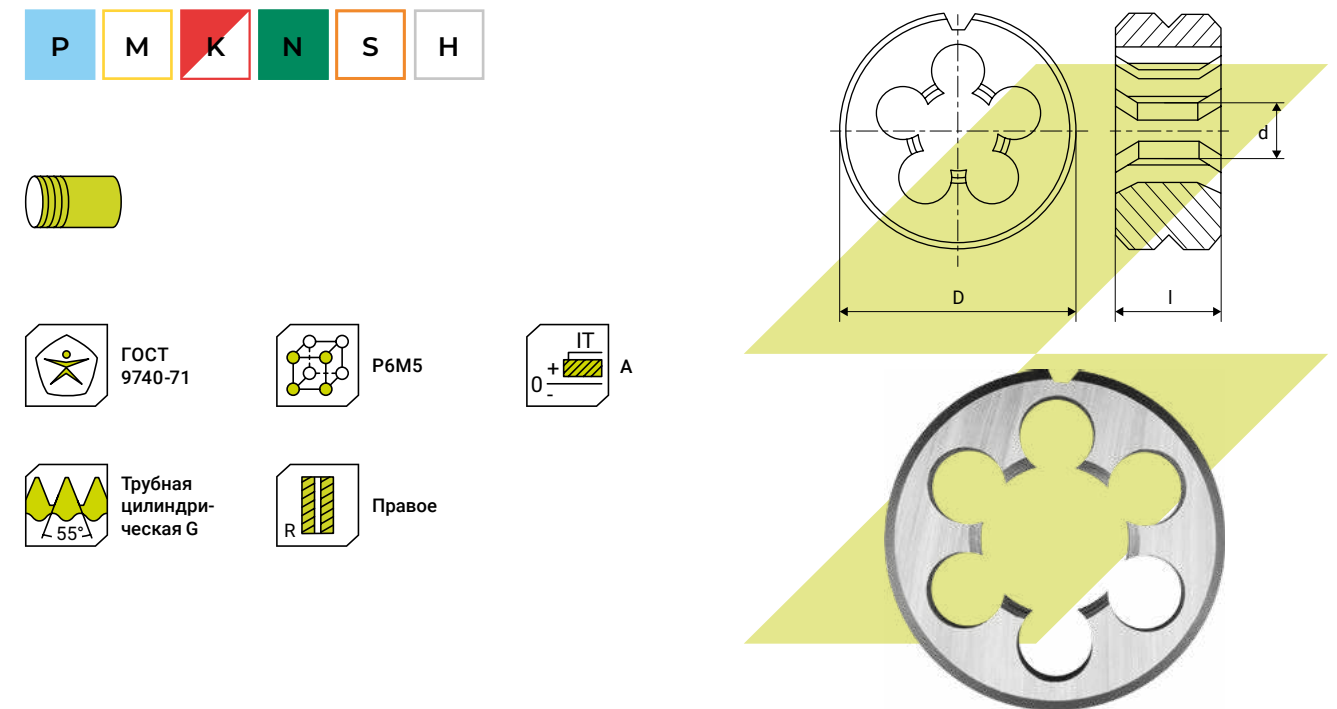 P M K N S H
d
D
l
ГОСТ
9740-71
Р6М5
IT
+
0
-
A
Трубная
цилиндри-
ческая G
55°
R
Правое